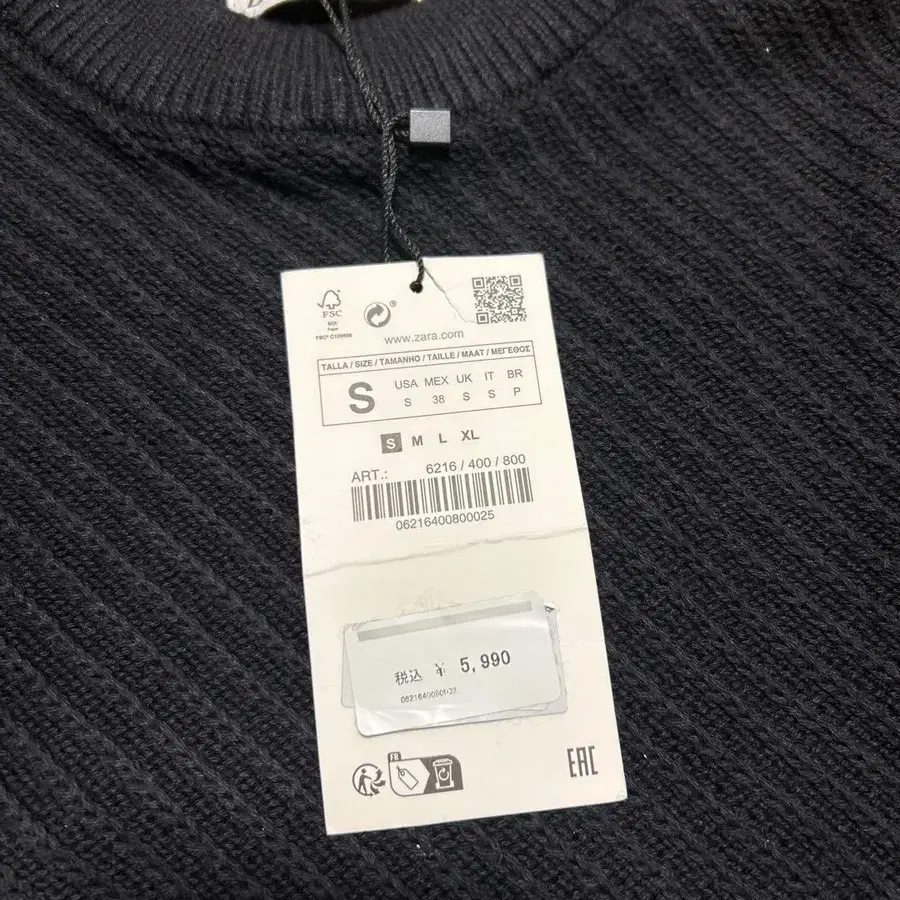 FSC
MIX
Paper
www.zara.com
TALLA / SIZE / TAMANHO / TAILLE / MAAT / ΜΕΓΕΘΟΣ
S
USA MEX UK IT BR
S 38 S S P
S M L XL
ART.: 6216 / 400 / 800
06216400800025
税込 ¥ 5,990
FR
EAC